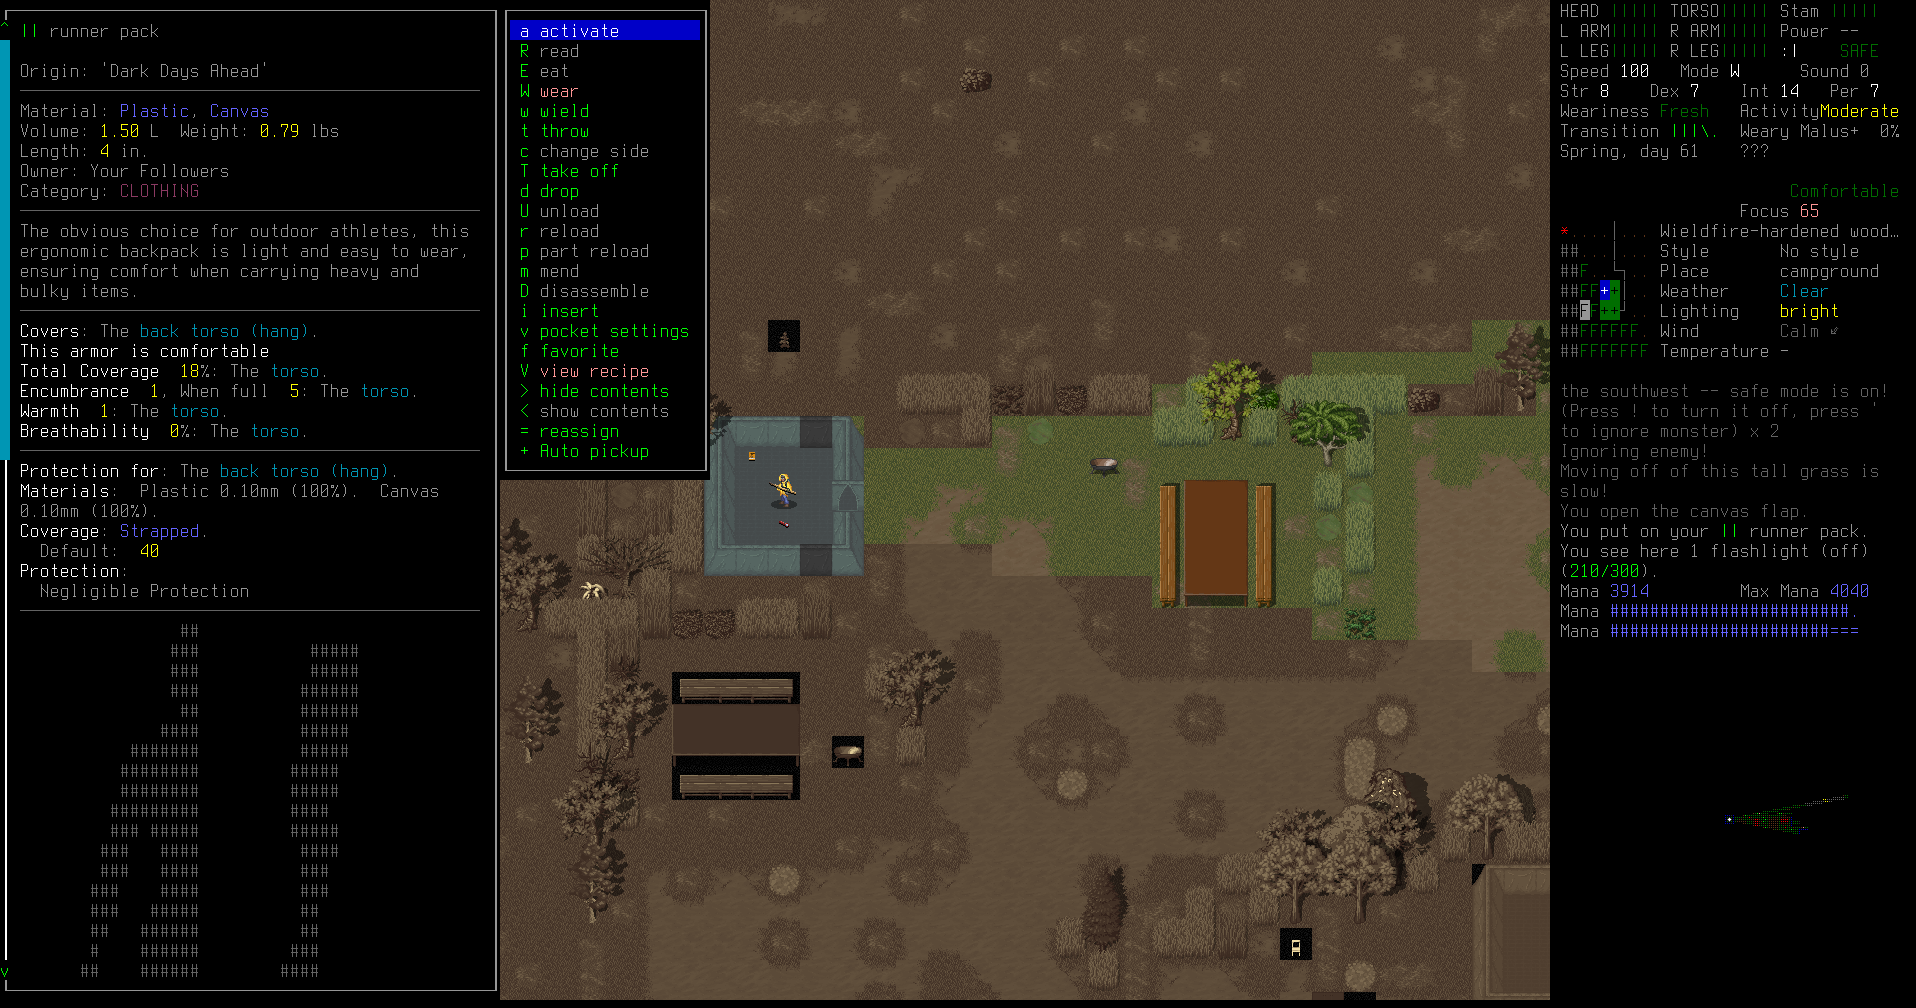 || runner pack
Origin: 'Dark Days Ahead'
Material: Plastic, Canvas
Volume: 1.50 L  Weight: 0.79 lbs
Length: 4 in.
Owner: Your Followers
Category: CLOTHING
The obvious choice for outdoor athletes, this
ergonomic backpack is light and easy to wear,
ensuring comfort when carrying heavy and
bulky items.
Covers: The back torso (hang).
This armor is comfortable
Total Coverage  18%: The torso.
Encumbrance  1, When full  5: The torso.
Warmth  1: The torso.
Breathability  0%: The torso.
Protection for: The back torso (hang).
Materials:  Plastic 0.10mm (100%).  Canvas
0.10mm (100%).
Coverage: Strapped.
Default:  40
Protection:
Negligible Protection
a activate
R read
E eat
W wear
w wield
t throw
c change side
T take off
d drop
U unload
r reload
p part reload
m mend
D disassemble
i insert
v pocket settings
f favorite
V view recipe
> hide contents
< show contents
= reassign
+ Auto pickup
HEAD ||||| TORSO||||| Stam |||||
L ARM||||| R ARM||||| Power --
L LEG||||| R LEG||||| :| SAFE
Speed 100  Mode W  Sound 0
Str 8  Dex 7  Int 14  Per 7
Weariness Fresh  ActivityModerate
Transition |||\.  Weary Malus+  0%
Spring, day 61  ???
Comfortable
Focus 65
Wieldfire-hardened wood…
Style  No style
Place  campground
Weather  Clear
Lighting  bright
Wind  Calm
Temperature -
the southwest -- safe mode is on!
(Press ! to turn it off, press '
to ignore monster) x 2
Ignoring enemy!
Moving off of this tall grass is
slow!
You open the canvas flap.
You put on your || runner pack.
You see here 1 flashlight (off)
(210/300).
Mana 3914  Max Mana 4040
Mana ########################.
Mana ######################===